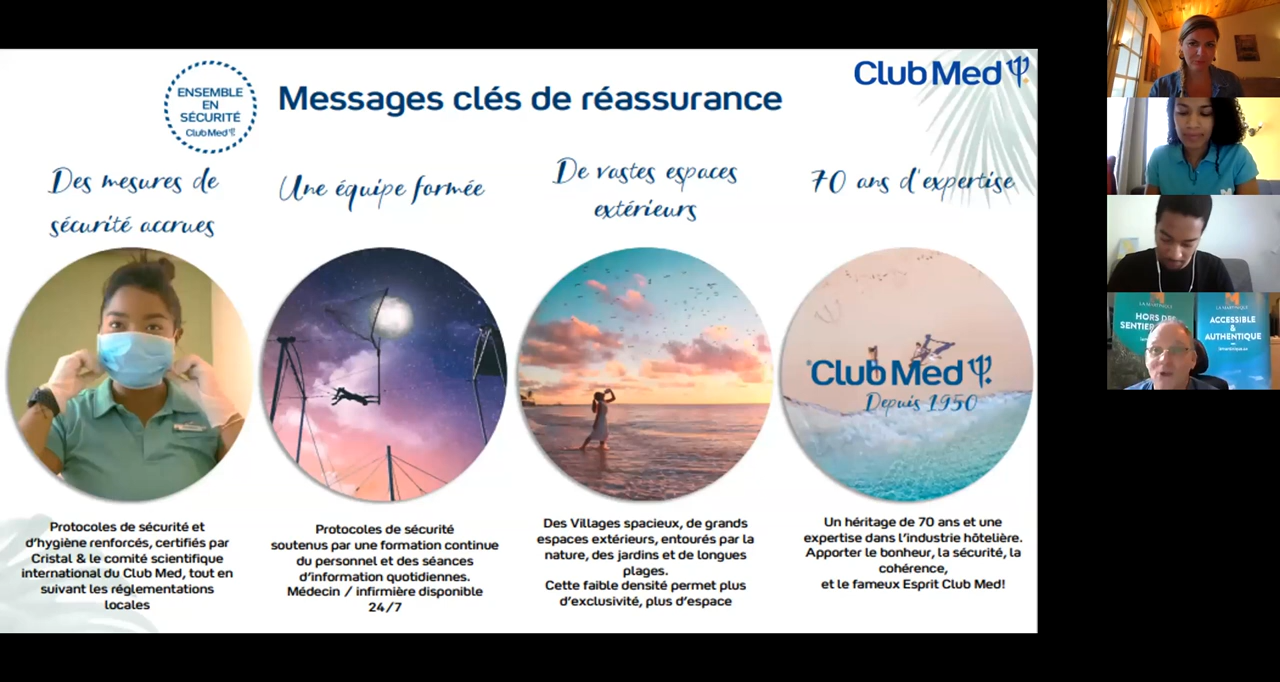 ENSEMBLE
EN
SÉCURITÉ
Club Med
Messages clés de réassurance
Club Med
Des mesures de
sécurité accrues
Une équipe formée
De vastes espaces
extérieurs
70 ans d'expertise
Club Med
Depuis 1950
Protocoles de sécurité et
d'hygiène renforcés, certifiés par
Cristal & le comité scientifique
international du Club Med, tout en
suivant les réglementations
locales
Protocoles de sécurité
soutenus par une formation continue
du personnel et des séances
d'information quotidiennes.
Médecin / infirmière disponible
24/7
Des Villages spacieux, de grands
espaces extérieurs, entourés par la
nature, des jardins et de longues
plages.
Cette faible densité permet plus
d'exclusivité, plus d'espace
Un héritage de 70 ans et une
expertise dans l'industrie hôtelière.
Apporter le bonheur, la sécurité, la
cohérence,
et le fameux Esprit Club Med!
LA MARTINIQUE
HORS DES
SENTIER
LA MARTINIQUE
ACCESSIBLE
&
AUTHENTIQUE